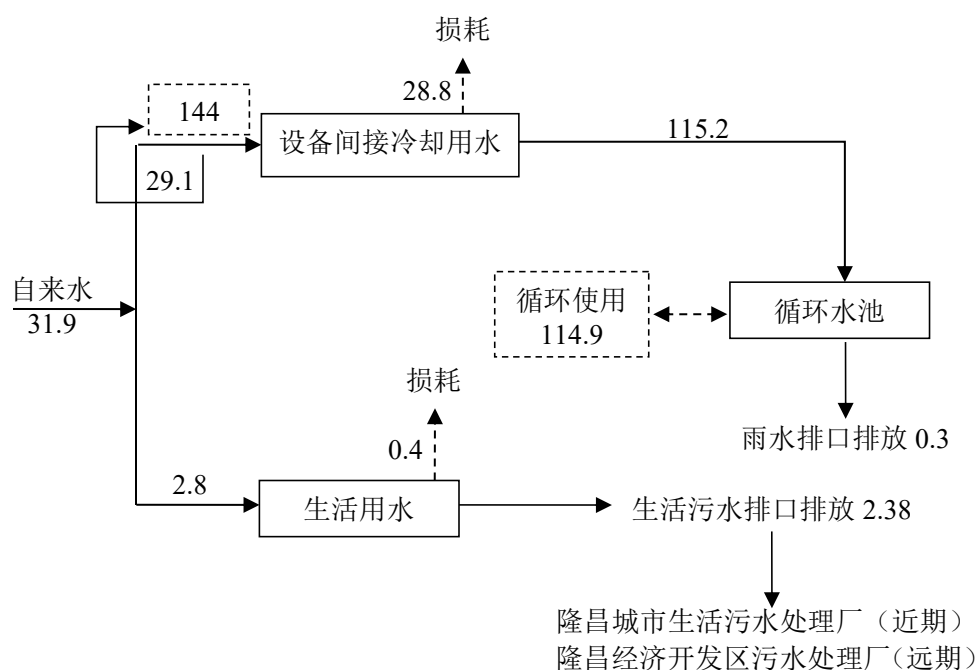 损耗
28.8
144
设备间接冷却用水
115.2
29.1
自来水
31.9
循环使用
114.9
循环水池
损耗
0.4
雨水排口排放 0.3
2.8
生活用水
生活污水排口排放 2.38
隆昌城市生活污水处理厂（近期）
隆昌经济开发区污水处理厂（远期）